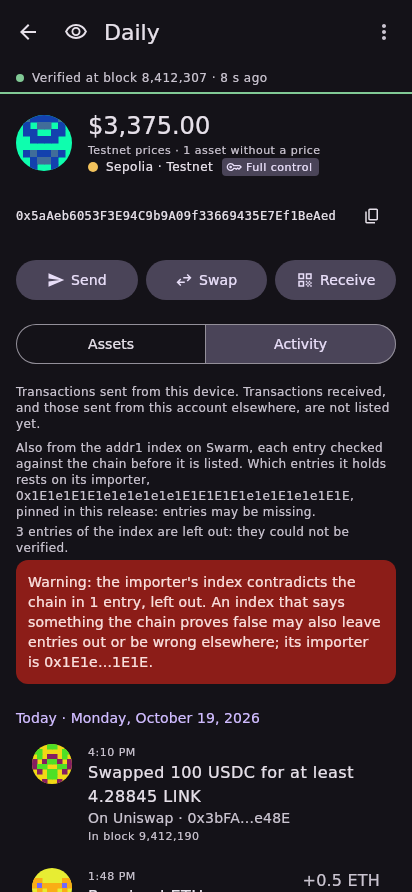 Daily
Verified at block 8,412,307 · 8 s ago
$3,375.00
Testnet prices · 1 asset without a price
Sepolia · Testnet Full control
0x5aAeb6053F3E94C9b9A09f33669435E7Ef1BeAed
Send Swap Receive
Assets Activity
Transactions sent from this device. Transactions received,
and those sent from this account elsewhere, are not listed
yet.
Also from the addr1 index on Swarm, each entry checked
against the chain before it is listed. Which entries it holds
rests on its importer,
0x1E1e1E1E1e1e1e1e1e1E1E1E1E1e1e1e1e1E1E1E,
pinned in this release: entries may be missing.
3 entries of the index are left out: they could not be
verified.
Warning: the importer's index contradicts the
chain in 1 entry, left out. An index that says
something the chain proves false may also leave
entries out or be wrong elsewhere; its importer
is 0x1E1e...1E1E.
Today · Monday, October 19, 2026
4:10 PM
Swapped 100 USDC for at least
4.28845 LINK
On Uniswap · 0x3bFA...e48E
In block 9,412,190
1:48 PM
+0.5 ETH